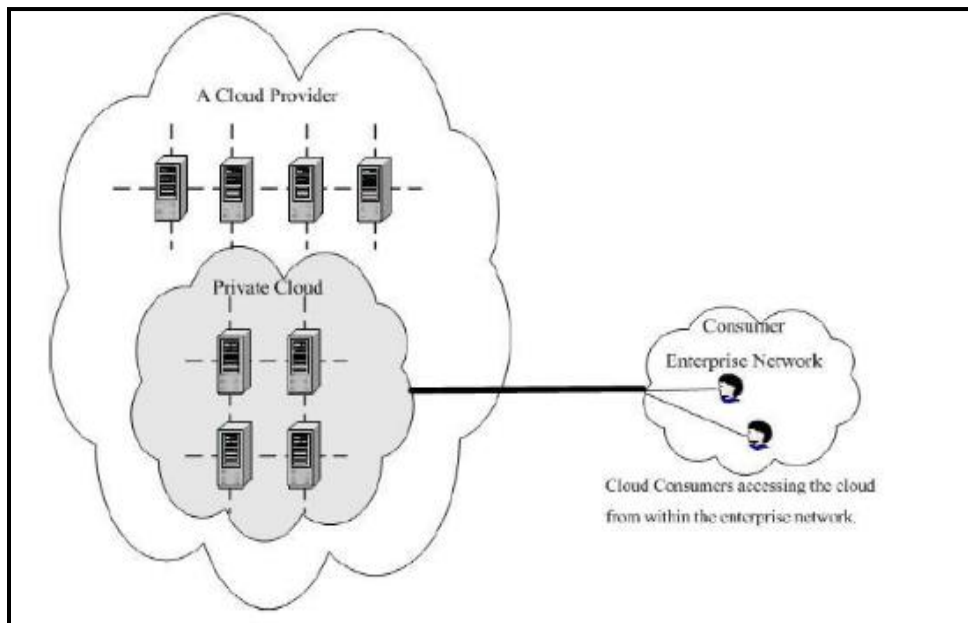 A Cloud Provider
Private Cloud
Consumer
Enterprise Network
Cloud Consumers accessing the cloud
from within the enterprise network.